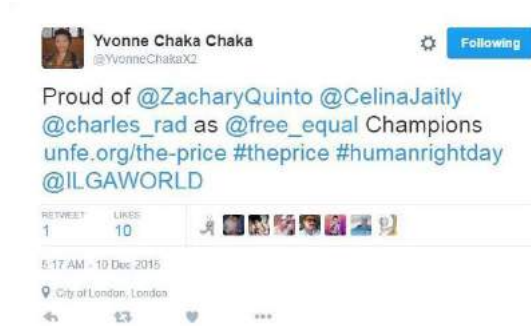 Yvonne Chaka Chaka
@YvonneChakaX2
Following
Proud of @ZacharyQuinto @CelinaJaitly
@charles_rad as @free_equal Champions
unfe.org/the-price #theprice #humanrightday
@ILGAWORLD
RETWEET LIKES
1 10
5:17 AM - 10 Dec 2015
City of London, London